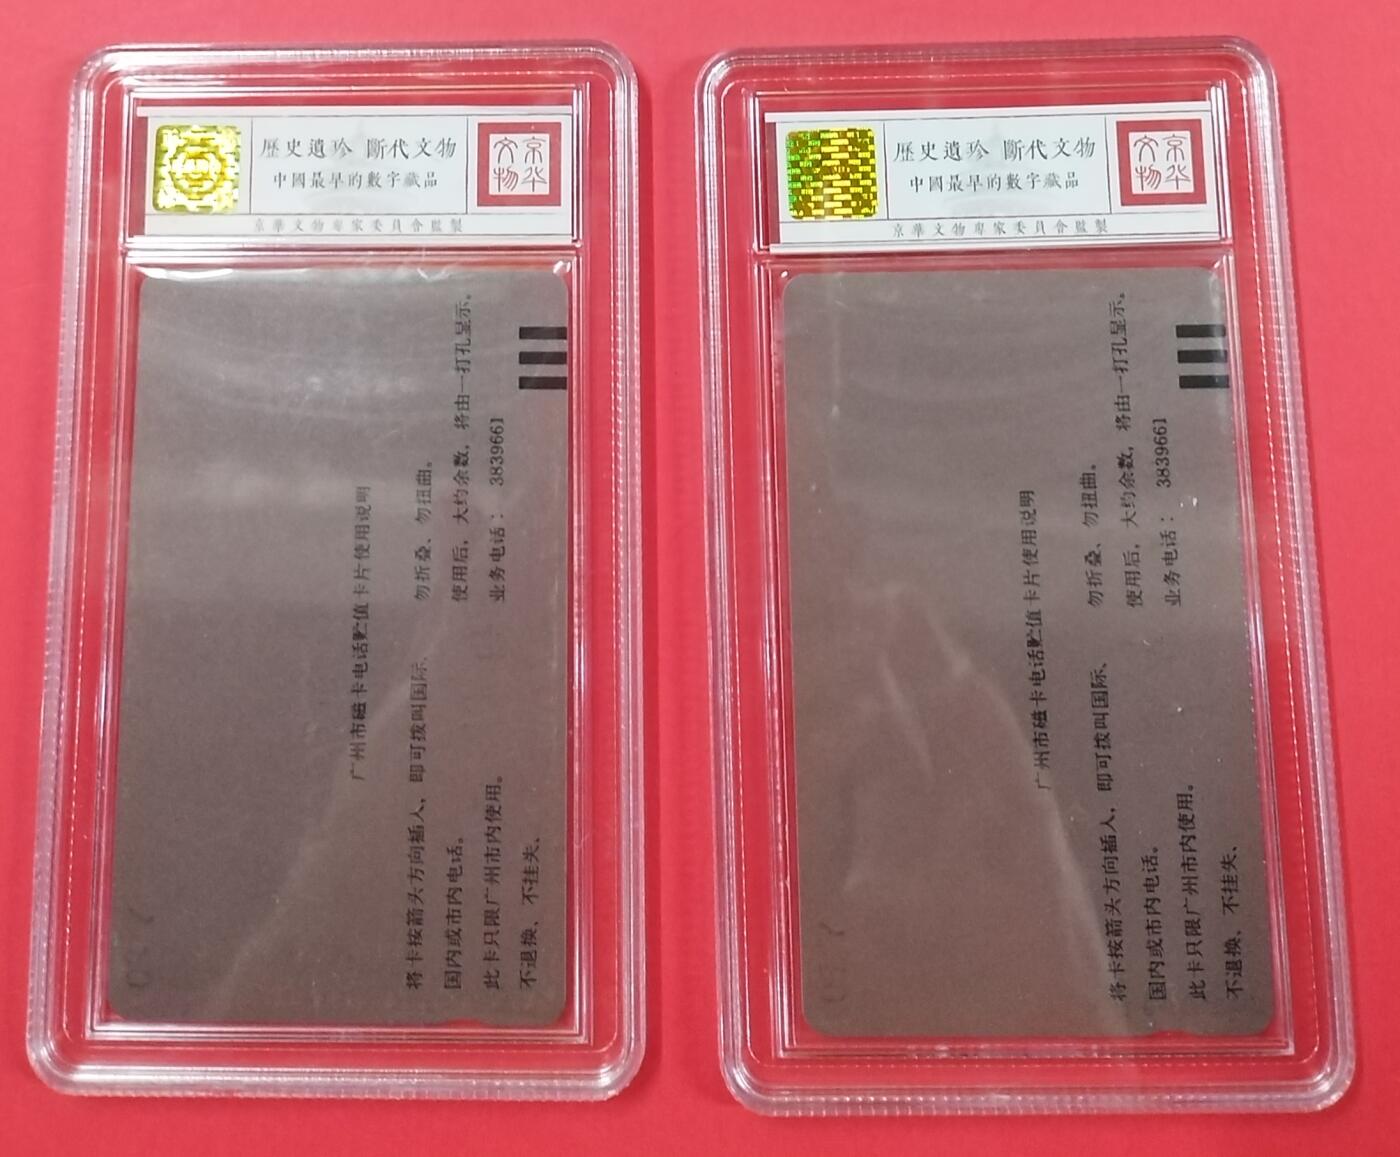 歷史遺珍 斷代文物
中國最早的數字藏品
京华文物
京華文物專家委員會監製
广州市磁卡电话贮值卡片使用说明
将卡按箭头方向插入，即可拨叫国际、
国内或市内电话。
此卡只限广州市内使用。
不退换、不挂失、
勿折叠、勿扭曲。
使用后，大约余数，将由一打孔显示。
业务电话： 3839661
歷史遺珍 斷代文物
中國最早的數字藏品
京华文物
京華文物專家委員會監製
广州市磁卡电话贮值卡片使用说明
将卡按箭头方向插入，即可拨叫国际、
国内或市内电话。
此卡只限广州市内使用。
不退换、不挂失、
勿折叠、勿扭曲。
使用后，大约余数，将由一打孔显示。
业务电话： 3839661